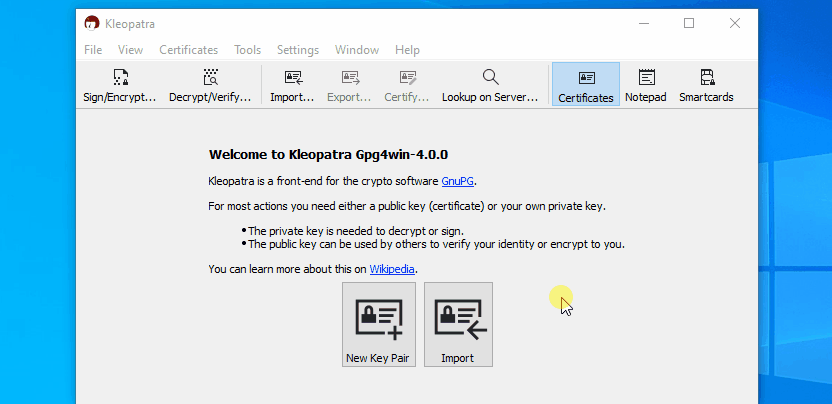 Kleopatra
File View Certificates Tools Settings Window Help
Sign/Encrypt... Decrypt/Verify... Import... Export... Certify... Lookup on Server... Certificates Notepad Smartcards
Welcome to Kleopatra Gpg4win-4.0.0
Kleopatra is a front-end for the crypto software GnuPG.
For most actions you need either a public key (certificate) or your own private key.
•The private key is needed to decrypt or sign.
•The public key can be used by others to verify your identity or encrypt to you.
You can learn more about this on Wikipedia.
New Key Pair Import